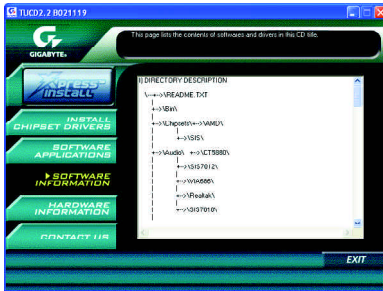 TUCD2.2 B021119
GIGABYTE
This page lists the contents of softwares and drivers in this CD title.
Xpress-
install
INSTALL
CHIPSET DRIVERS
SOFTWARE
APPLICATIONS
SOFTWARE
INFORMATION
HARDWARE
INFORMATION
CONTACT US
I) DIRECTORY DESCRIPTION
\--+-->\README.TXT
+-->\Bin\
+-->\Chipsets\+-->\AMD\
+-->\SIS\
+-->\Audio\ +-->\CT5880\
+-->\SIS7012\
+-->\VIA686\
+-->\Realtek\
+-->\SIS7018\
EXIT